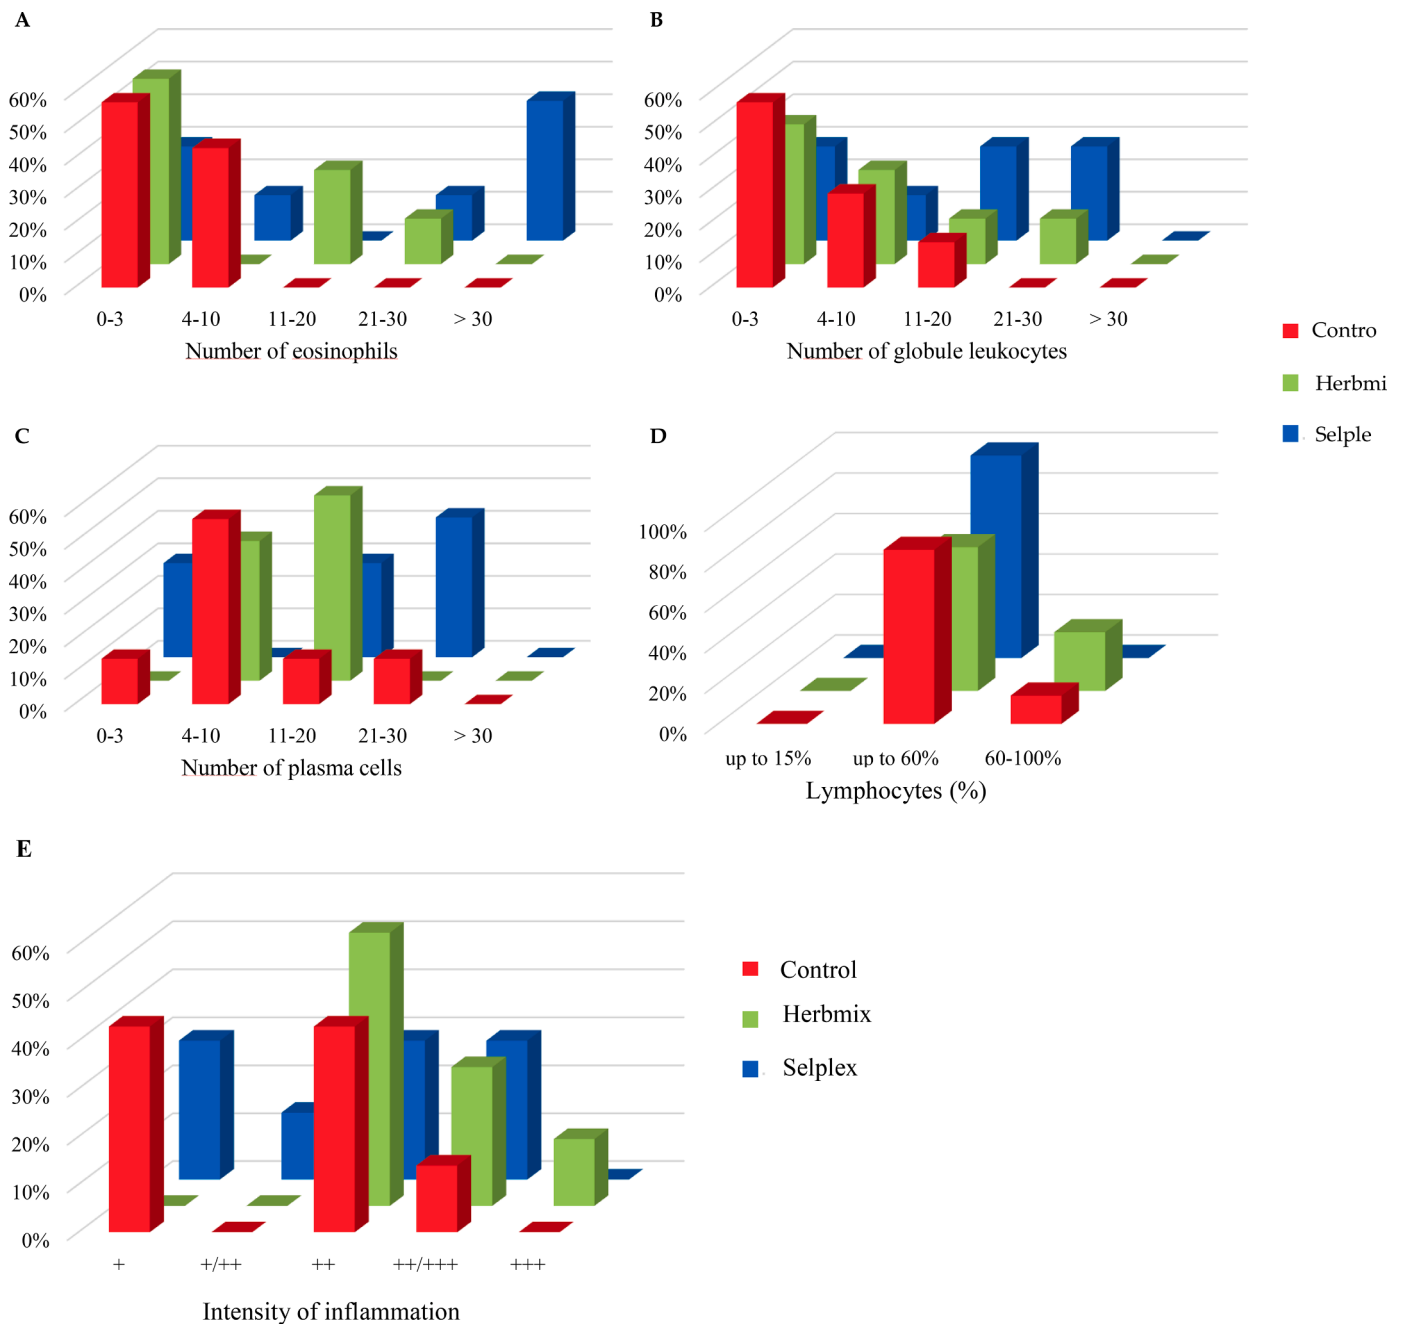 A
60%
50%
40%
30%
20%
10%
0%
0-3 4-10 11-20 21-30 > 30
Number of eosinophils
B
60%
50%
40%
30%
20%
10%
0%
0-3 4-10 11-20 21-30 > 30
Number of globule leukocytes
Contro
Herbmi
Selple
C
60%
50%
40%
30%
20%
10%
0%
0-3 4-10 11-20 21-30 > 30
Number of plasma cells
D
100%
80%
60%
40%
20%
0%
up to 15% up to 60% 60-100%
Lymphocytes (%)
E
60%
50%
40%
30%
20%
10%
0%
+ +/++ ++ ++/+++ +++
Intensity of inflammation
Control
Herbmix
Selplex